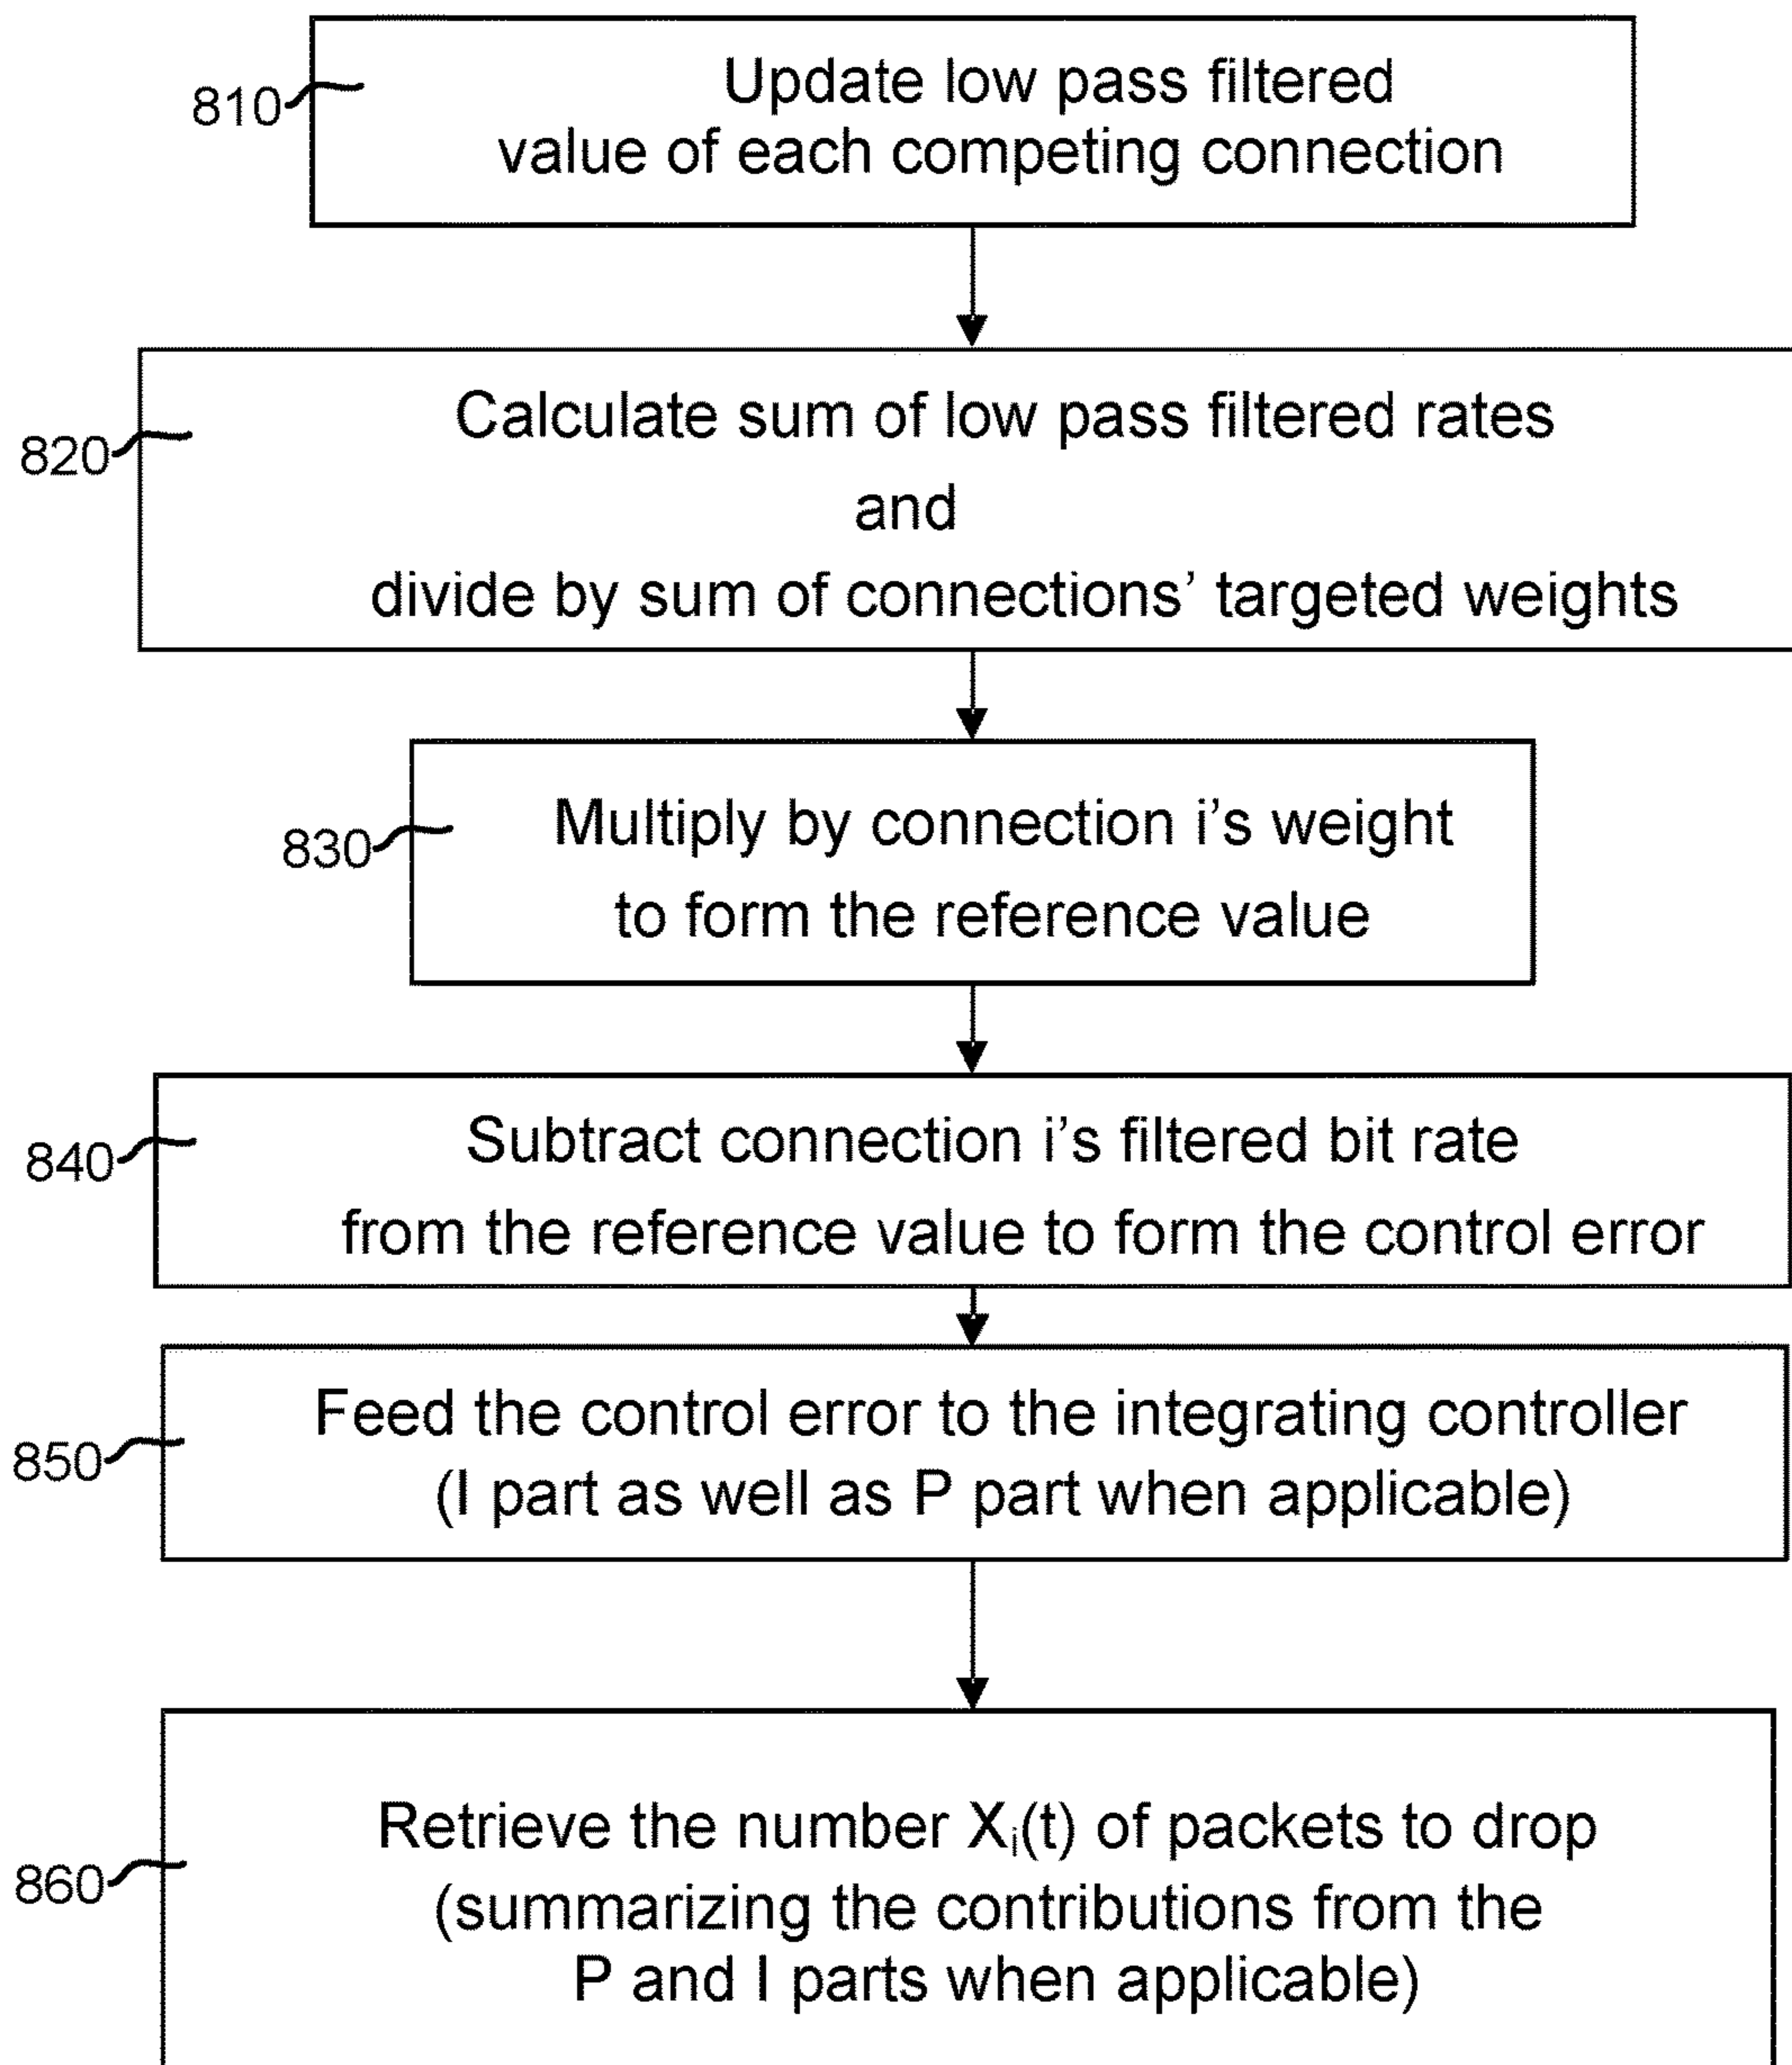 810
Update low pass filtered
value of each competing connection
820
Calculate sum of low pass filtered rates
and
divide by sum of connections’ targeted weights
830
Multiply by connection i’s weight
to form the reference value
840
Subtract connection i’s filtered bit rate
from the reference value to form the control error
850
Feed the control error to the integrating controller
(I part as well as P part when applicable)
860
Retrieve the number Xᵢ(t) of packets to drop
(summarizing the contributions from the
P and I parts when applicable)